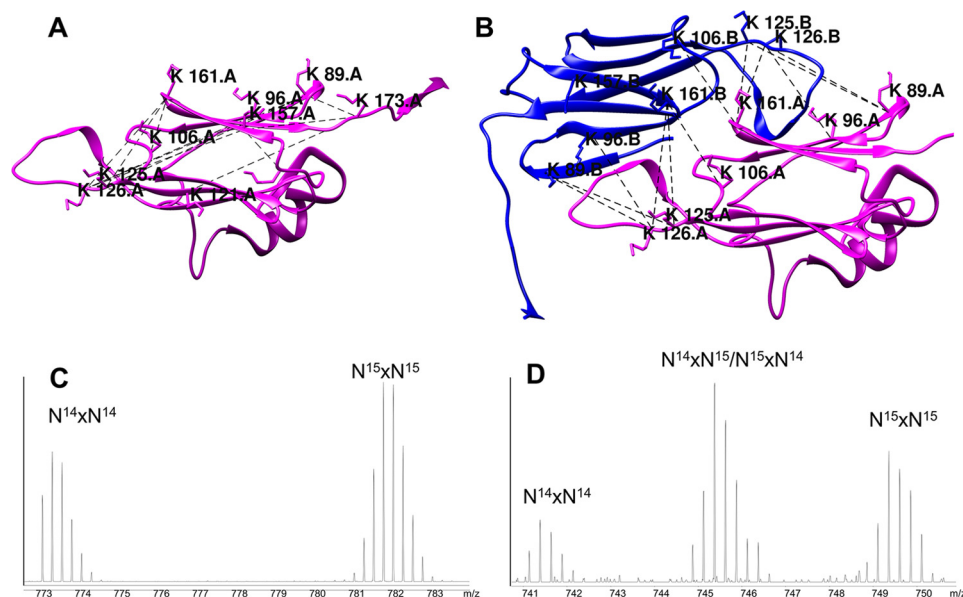 A
K 161.A
K 89.A
K 96.A
K 173.A
K 157.A
K 106.A
K 125.A
K 126.A
K 121.A
B
K 125.B
K 106.B
K 126.B
K 157.B
K 161.B
K 89.A
K 161.A
K 96.A
K 96.B
K 89.B
K 106.A
K 125.A
K 126.A
C
N¹⁵xN¹⁵
N¹⁴xN¹⁴
773 774 775 776 777 778 779 780 781 782 783 m/z
D
N¹⁴xN¹⁵/N¹⁵xN¹⁴
N¹⁵xN¹⁵
N¹⁴xN¹⁴
741 742 743 744 745 746 747 748 749 750 m/z